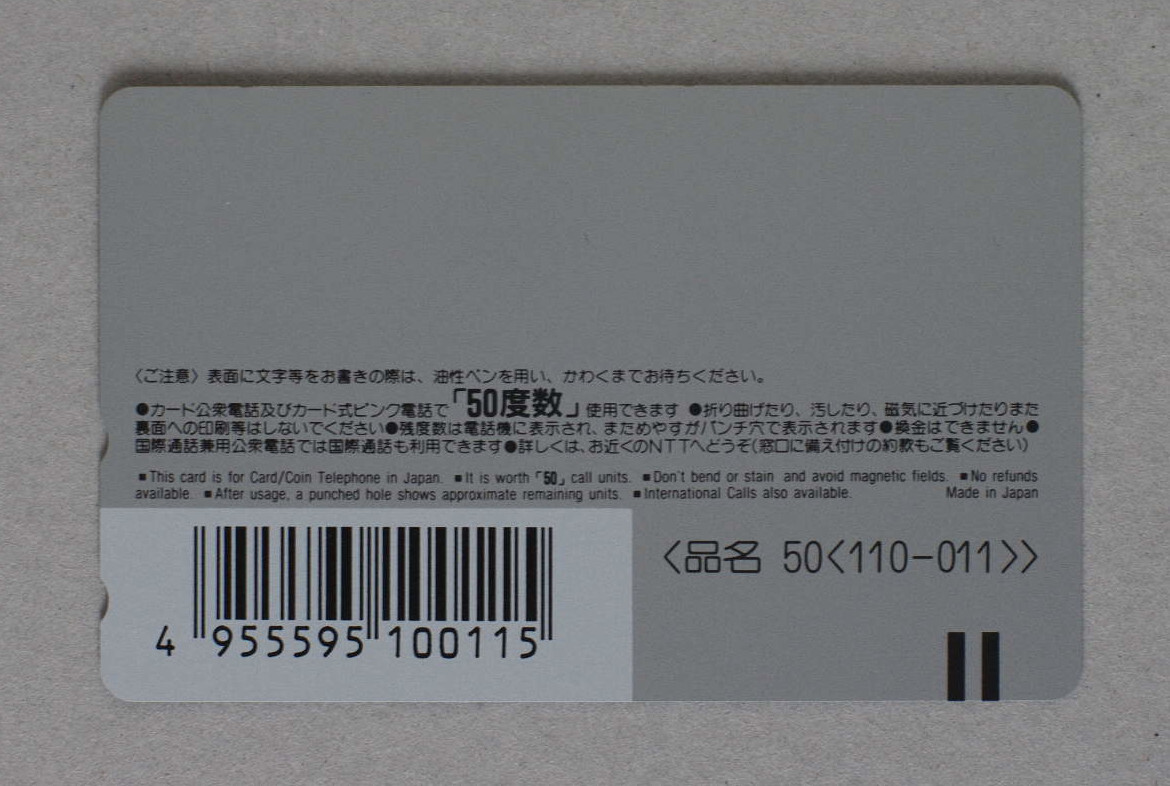 〈ご注意〉表面に文字等をお書きの際は、油性ペンを用い、かわくまでお待ちください。
●カード公衆電話及びカード式ピンク電話で「50度数」使用できます ●折り曲げたり、汚したり、磁気に近づけたりまた
裏面への印刷等はしないでください●残度数は電話機に表示され、まためやすがパンチ穴で表示されます●換金はできません●
国際通話兼用公衆電話では国際通話も利用できます●詳しくは、お近くのNTTへどうぞ(窓口に備え付けの約款もご覧ください)
■This card is for Card/Coin Telephone in Japan. ■It is worth「50」call units. ■Don't bend or stain and avoid magnetic fields. ■No refunds
available. ■After usage, a punched hole shows approximate remaining units. ■International Calls also available. Made in Japan
〈品名 50〈110-011〉〉
4 955595 100115